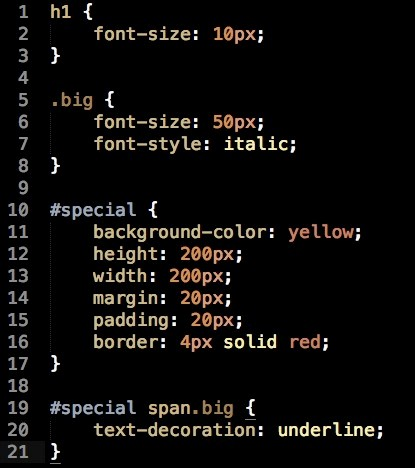 1 h1 {
2     font-size: 10px;
3 }
4
5 .big {
6     font-size: 50px;
7     font-style: italic;
8 }
9
10 #special {
11     background-color: yellow;
12     height: 200px;
13     width: 200px;
14     margin: 20px;
15     padding: 20px;
16     border: 4px solid red;
17 }
18
19 #special span.big {
20     text-decoration: underline;
21 }